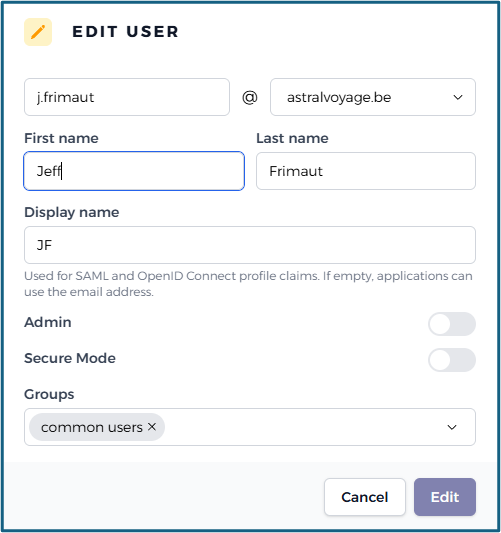 EDIT USER
j.frimaut @ astralvoyage.be
First name Last name
Jeff Frimaut
Display name
JF
Used for SAML and OpenID Connect profile claims. If empty, applications can
use the email address.
Admin
Secure Mode
Groups
common users ×
Cancel Edit